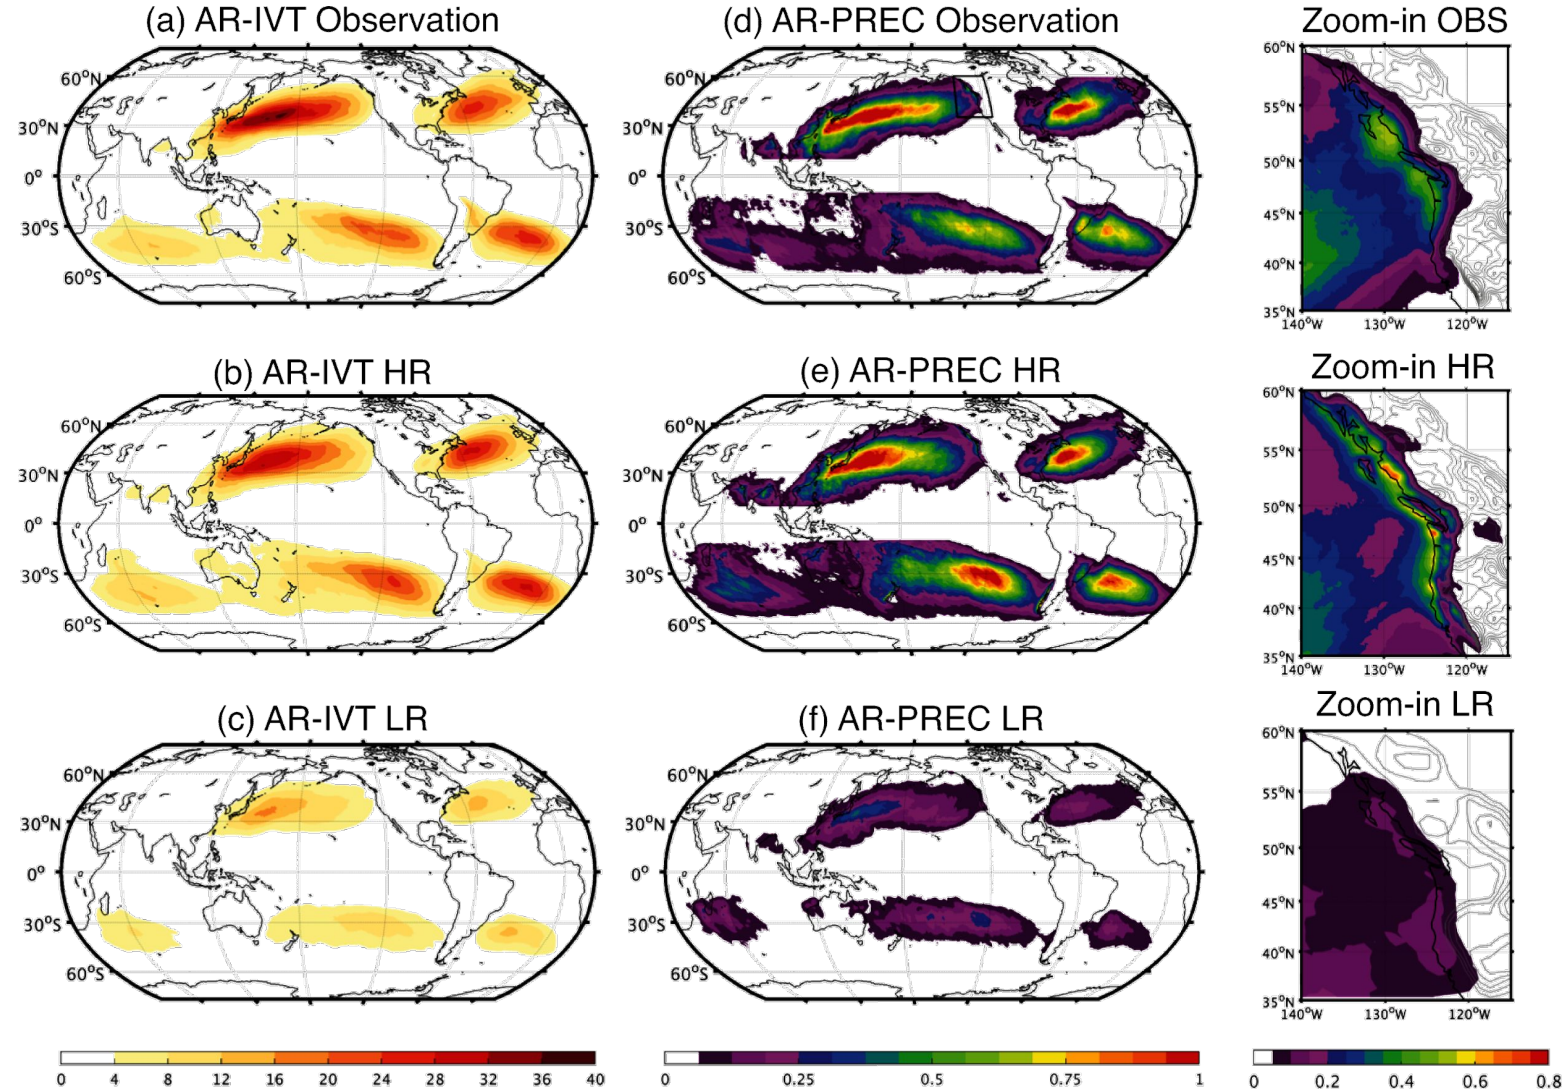 (a) AR-IVT Observation
(d) AR-PREC Observation
Zoom-in OBS
60°N
30°N
0°
30°S
60°S
60°N
30°N
0°
30°S
60°S
60°N
55°N
50°N
45°N
40°N
35°N
140°W 130°W 120°W
(b) AR-IVT HR
(e) AR-PREC HR
Zoom-in HR
60°N
30°N
0°
30°S
60°S
60°N
30°N
0°
30°S
60°S
60°N
55°N
50°N
45°N
40°N
35°N
140°W 130°W 120°W
(c) AR-IVT LR
(f) AR-PREC LR
Zoom-in LR
60°N
30°N
0°
30°S
60°S
60°N
30°N
0°
30°S
60°S
60°N
55°N
50°N
45°N
40°N
35°N
140°W 130°W 120°W
0 4 8 12 16 20 24 28 32 36 40
0 0.25 0.5 0.75 1
0 0.2 0.4 0.6 0.8